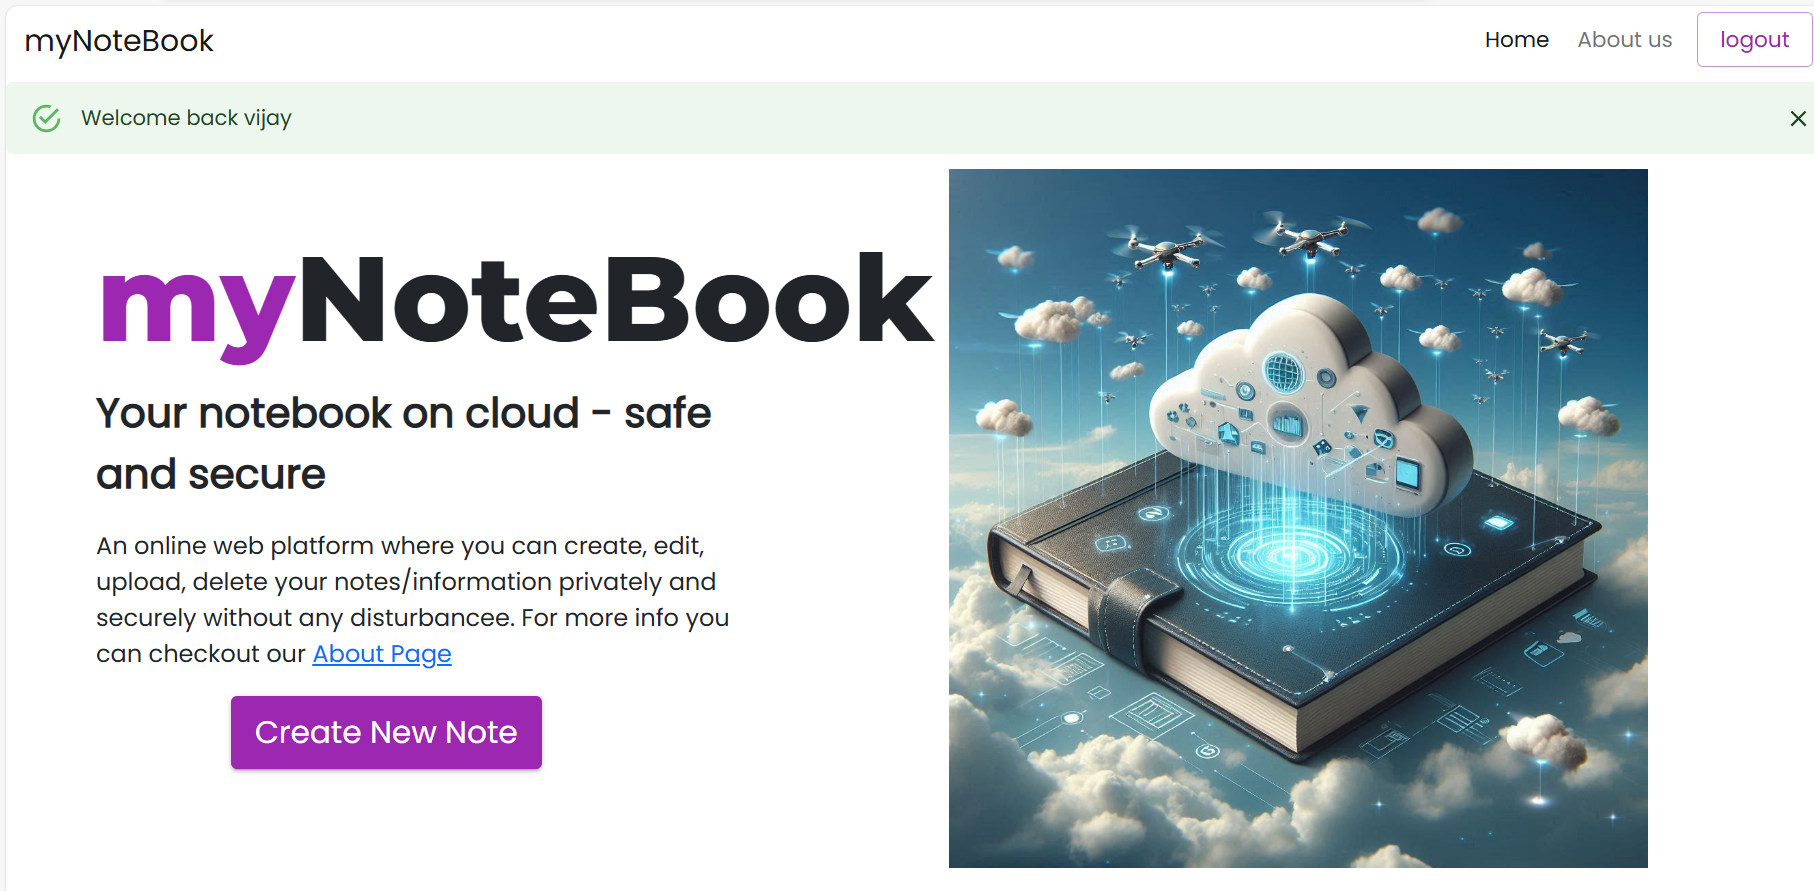 myNoteBook
Home
About us
logout
Welcome back vijay
myNoteBook
Your notebook on cloud - safe
and secure
An online web platform where you can create, edit,
upload, delete your notes/information privately and
securely without any disturbancee. For more info you
can checkout our About Page
Create New Note